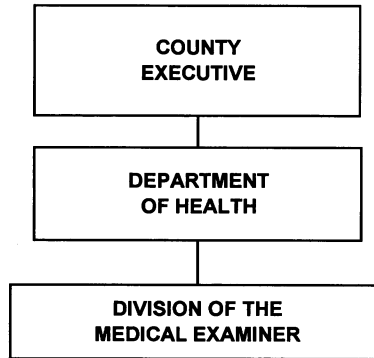 COUNTY
EXECUTIVE
DEPARTMENT
OF HEALTH
DIVISION OF THE
MEDICAL EXAMINER